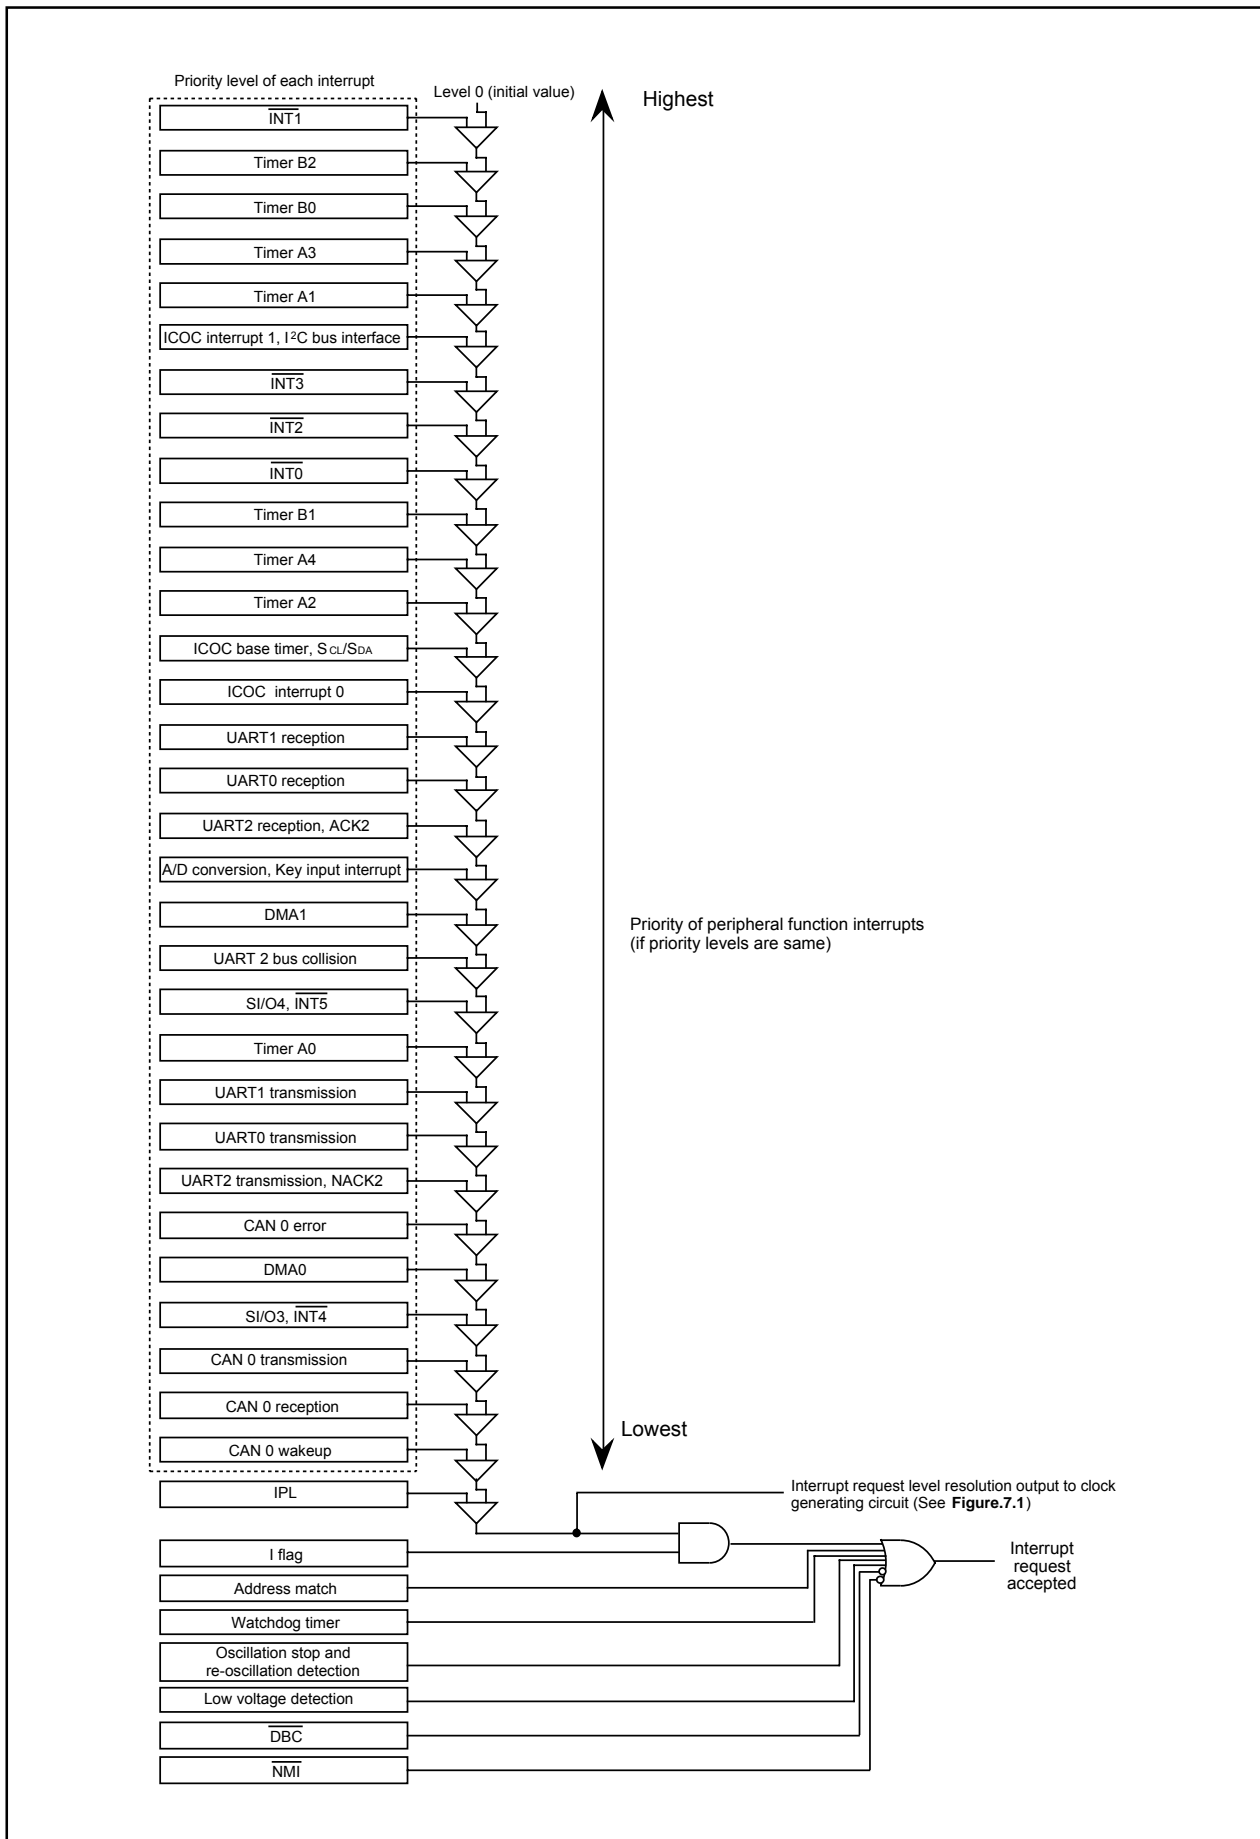 Priority level of each interrupt
Level 0 (initial value)
Highest
INT1
Timer B2
Timer B0
Timer A3
Timer A1
ICOC interrupt 1, I²C bus interface
INT3
INT2
INT0
Timer B1
Timer A4
Timer A2
ICOC base timer, SCL/SDA
ICOC interrupt 0
UART1 reception
UART0 reception
UART2 reception, ACK2
A/D conversion, Key input interrupt
DMA1
Priority of peripheral function interrupts
(if priority levels are same)
UART 2 bus collision
SI/O4, INT5
Timer A0
UART1 transmission
UART0 transmission
UART2 transmission, NACK2
CAN 0 error
DMA0
SI/O3, INT4
CAN 0 transmission
CAN 0 reception
Lowest
CAN 0 wakeup
IPL
Interrupt request level resolution output to clock
generating circuit (See Figure.7.1)
I flag
Interrupt
request
accepted
Address match
Watchdog timer
Oscillation stop and
re-oscillation detection
Low voltage detection
DBC
NMI